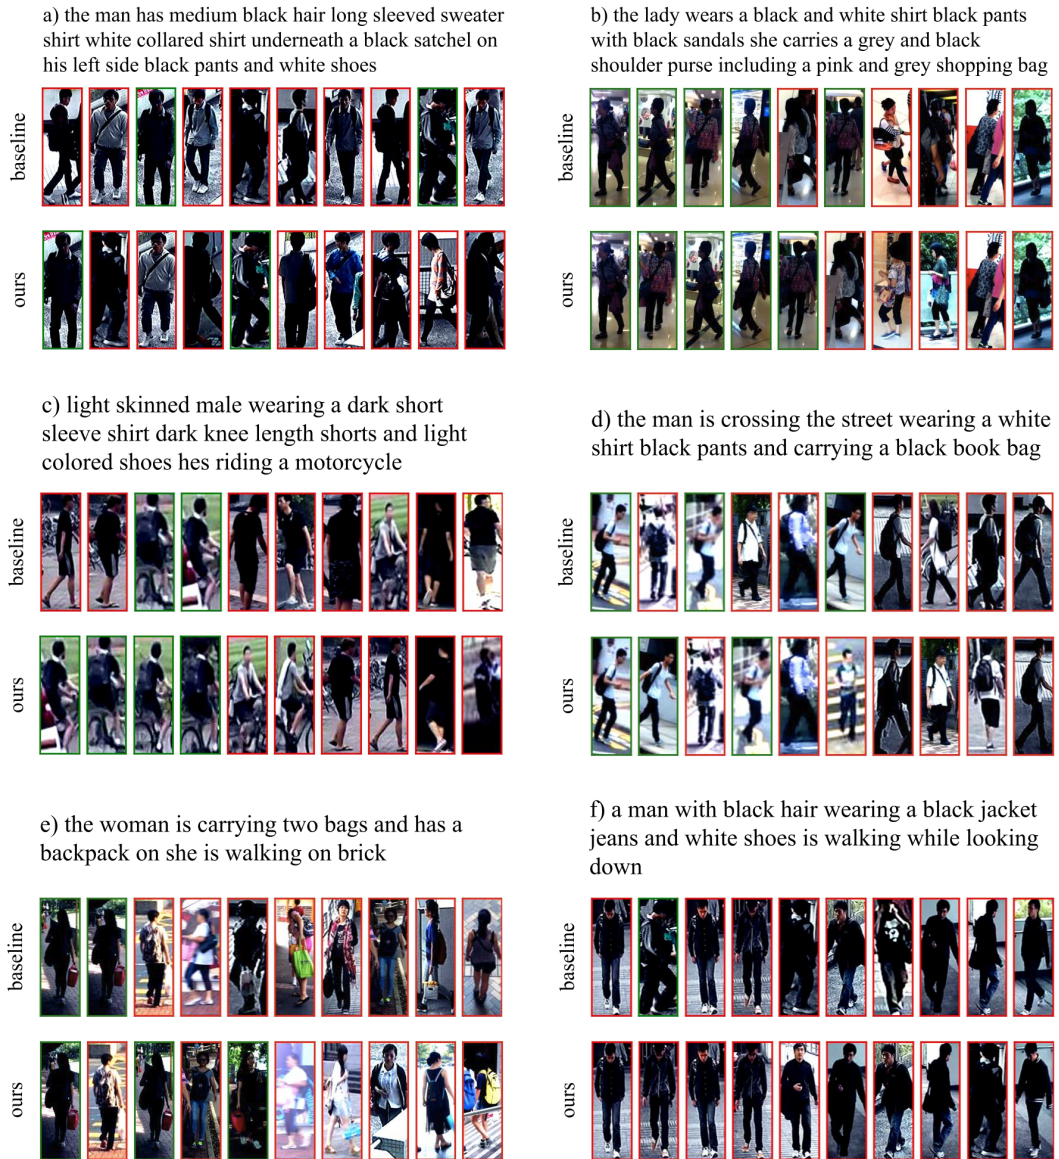 a) the man has medium black hair long sleeved sweater
shirt white collared shirt underneath a black satchel on
his left side black pants and white shoes
baseline
ours
b) the lady wears a black and white shirt black pants
with black sandals she carries a grey and black
shoulder purse including a pink and grey shopping bag
baseline
ours
c) light skinned male wearing a dark short
sleeve shirt dark knee length shorts and light
colored shoes hes riding a motorcycle
baseline
ours
d) the man is crossing the street wearing a white
shirt black pants and carrying a black book bag
baseline
ours
e) the woman is carrying two bags and has a
backpack on she is walking on brick
baseline
ours
f) a man with black hair wearing a black jacket
jeans and white shoes is walking while looking
down
baseline
ours